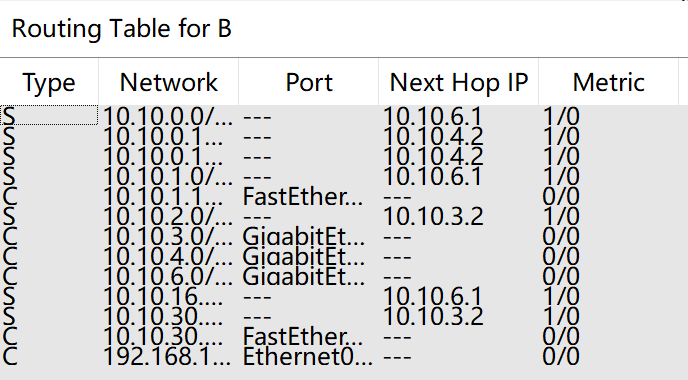 Routing Table for B
Type Network Port Next Hop IP Metric
S 10.10.0.0/... --- 10.10.6.1 1/0
S 10.10.0.1... --- 10.10.4.2 1/0
S 10.10.0.1... --- 10.10.4.2 1/0
S 10.10.1.0/... --- 10.10.6.1 1/0
C 10.10.1.1... FastEther... --- 0/0
S 10.10.2.0/... --- 10.10.3.2 1/0
C 10.10.3.0/... GigabitEt... --- 0/0
C 10.10.4.0/... GigabitEt... --- 0/0
C 10.10.6.0/... GigabitEt... --- 0/0
S 10.10.16.... --- 10.10.6.1 1/0
S 10.10.30.... --- 10.10.3.2 1/0
C 10.10.30.... FastEther... --- 0/0
C 192.168.1... Ethernet0... --- 0/0